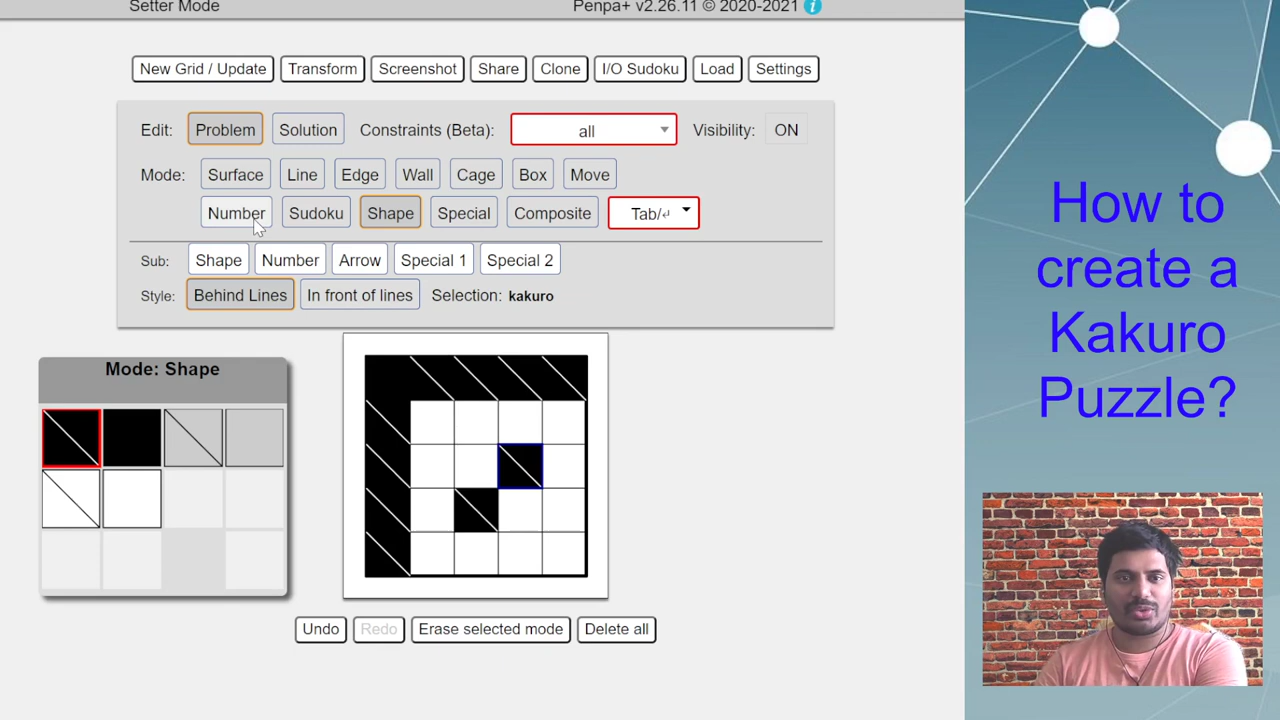 Setter Mode
Penpa+ v2.26.11 © 2020-2021 i
New Grid / Update Transform Screenshot Share Clone I/O Sudoku Load Settings
Edit: Problem Solution Constraints (Beta): all Visibility: ON
Mode: Surface Line Edge Wall Cage Box Move
Number Sudoku Shape Special Composite Tab/↵
Sub: Shape Number Arrow Special 1 Special 2
Style: Behind Lines In front of lines Selection: kakuro
Mode: Shape
Undo Redo Erase selected mode Delete all
How to
create a
Kakuro
Puzzle?